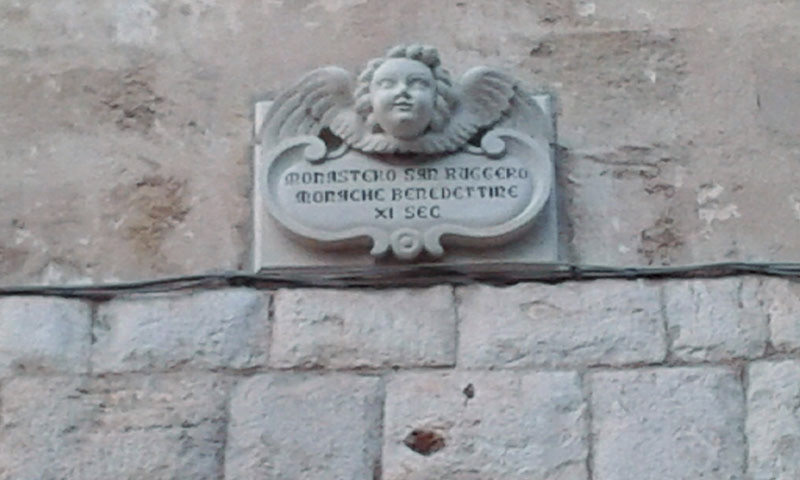 MONASTERO SAN RUGGERO
MONACHE BENEDETTINE
XI SEC